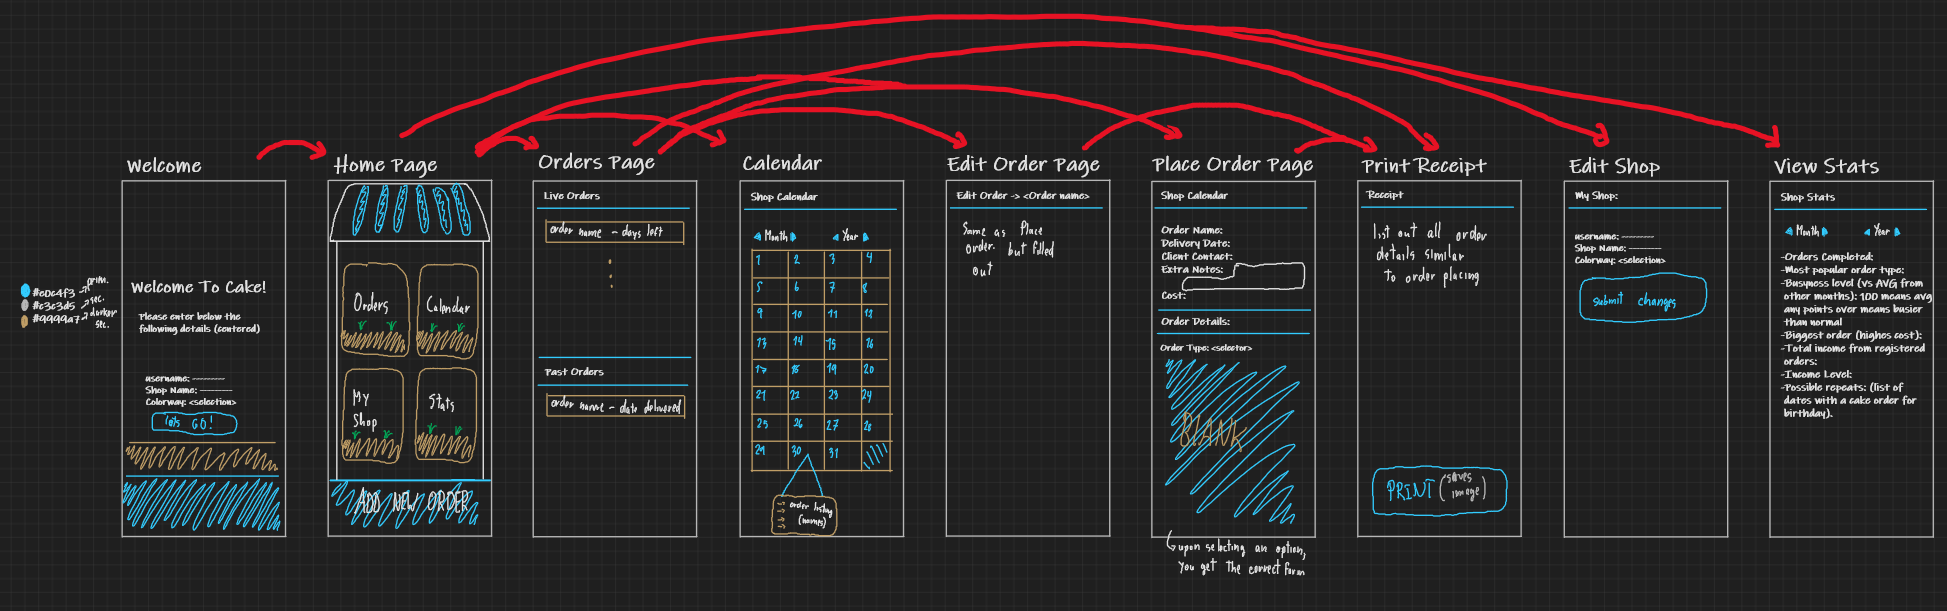 Welcome
Home Page
Orders Page
Calendar
Edit Order Page
Place Order Page
Print Receipt
Edit Shop
View Stats
#e0c4f3 → prim.
#c3c3d5 → sec.
#9999a7 → darker
sec.
Welcome To Cake!
Please enter below the
following details (centered)
username: --------
Shop Name: --------
Colorway: <selection>
lets GO!
Orders
Calendar
My
Shop
Stats
ADD NEW ORDER
Live Orders
order name - days left
Past Orders
order name - date delivered
Shop Calendar
Month
Year
1 2 3 4
5 6 7 8
9 10 11 12
13 14 15 16
17 18 19 20
21 22 23 24
25 26 27 28
29 30 31
order listing
(names)
Edit Order -> <Order name>
Same as Place
order. but filled
out
Shop Calendar
Order Name:
Delivery Date:
Client Contact:
Extra Notes:
Cost:
Order Details:
Order Type: <selector>
BLANK
upon selecting an option,
you get the correct form
Receipt
list out all order
details similar
to order placing
PRINT (saves
image)
My Shop:
username: --------
Shop Name: --------
Colorway: <selection>
submit changes
Shop Stats
Month
Year
-Orders Completed:
-Most popular order type:
-Busyness level (vs AVG from
other months): 100 means avg
any points over means busier
than normal
-Biggest order (highes cost):
-Total income from registered
orders:
-Income Level:
-Possible repeats: (list of
dates with a cake order for
birthday).